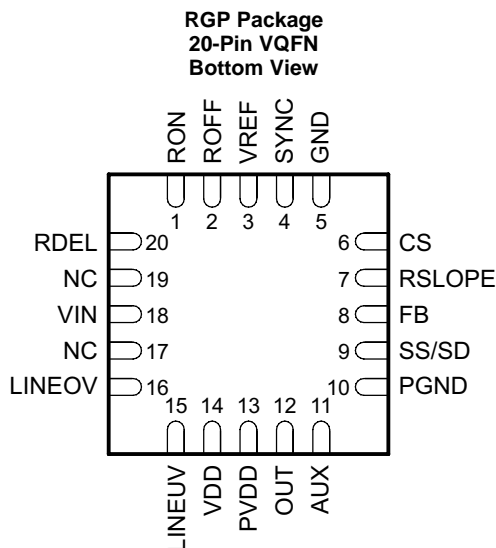 RGP Package
20-Pin VQFN
Bottom View
RON ROFF VREF SYNC GND
1 2 3 4 5
RDEL 20 6 CS
NC 19 7 RSLOPE
VIN 18 8 FB
NC 17 9 SS/SD
LINEOV 16 10 PGND
15 14 13 12 11
LINEUV VDD PVDD OUT AUX